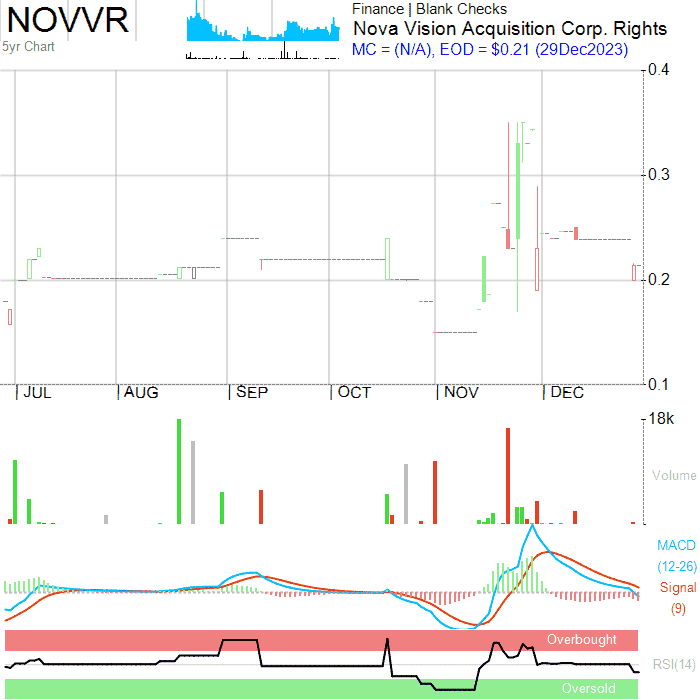 NOVVR
5yr Chart
Finance | Blank Checks
Nova Vision Acquisition Corp. Rights
MC = (N/A), EOD = $0.21 (29Dec2023)
0.4
0.3
0.2
0.1
JUL AUG SEP OCT NOV DEC
18k
Volume
MACD
(12-26)
Signal
(9)
Overbought
RSI(14)
Oversold